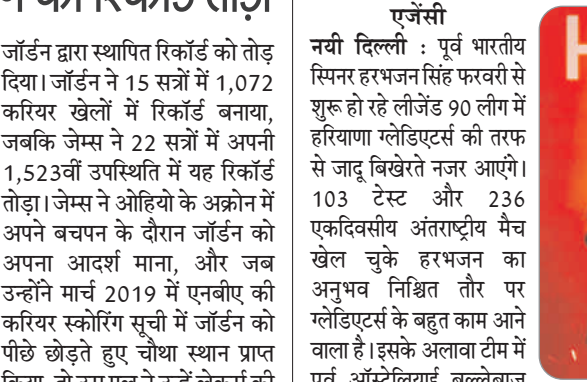 रिकॉर्ड तोड़ा
जॉर्डन द्वारा स्थापित रिकॉर्ड को तोड़
दिया। जॉर्डन ने 15 सत्रों में 1,072
करियर खेलों में रिकॉर्ड बनाया,
जबकि जेम्स ने 22 सत्रों में अपनी
1,523वीं उपस्थिति में यह रिकॉर्ड
तोड़ा। जेम्स ने ओहियो के अक्रोन में
अपने बचपन के दौरान जॉर्डन को
अपना आदर्श माना, और जब
उन्होंने मार्च 2019 में एनबीए की
करियर स्कोरिंग सूची में जॉर्डन को
पीछे छोड़ते हुए चौथा स्थान प्राप्त
एजेंसी
नयी दिल्ली : पूर्व भारतीय
स्पिनर हरभजन सिंह फरवरी से
शुरू हो रहे लीजेंड 90 लीग में
हरियाणा ग्लेडिएटर्स की तरफ
से जादू बिखेरते नजर आएंगे।
103 टेस्ट और 236
एकदिवसीय अंतराष्ट्रीय मैच
खेल चुके हरभजन का
अनुभव निश्चित तौर पर
ग्लेडिएटर्स के बहुत काम आने
वाला है। इसके अलावा टीम में
पूर्व ऑस्टेलियाई बल्लेबाज
H